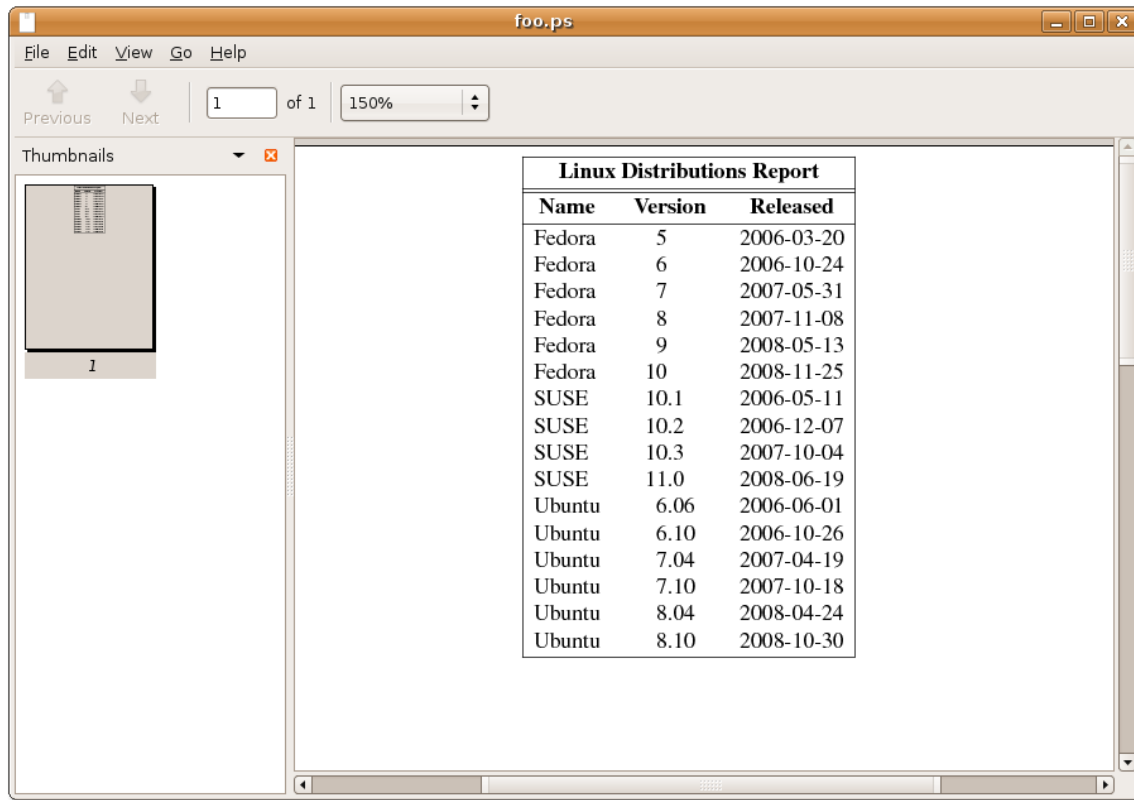 foo.ps
File Edit View Go Help
Previous Next 1 of 1 150%
Thumbnails
1
Linux Distributions Report
Name Version Released
Fedora 5 2006-03-20
Fedora 6 2006-10-24
Fedora 7 2007-05-31
Fedora 8 2007-11-08
Fedora 9 2008-05-13
Fedora 10 2008-11-25
SUSE 10.1 2006-05-11
SUSE 10.2 2006-12-07
SUSE 10.3 2007-10-04
SUSE 11.0 2008-06-19
Ubuntu 6.06 2006-06-01
Ubuntu 6.10 2006-10-26
Ubuntu 7.04 2007-04-19
Ubuntu 7.10 2007-10-18
Ubuntu 8.04 2008-04-24
Ubuntu 8.10 2008-10-30